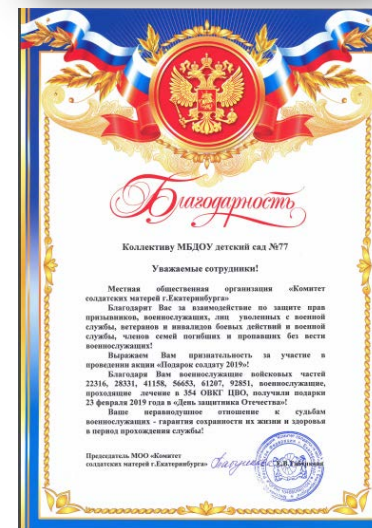 Благодарность
Коллективу МБДОУ детский сад №77
Уважаемые сотрудники!
Местная общественная организация «Комитет
солдатских матерей г.Екатеринбурга»
Благодарит Вас за взаимодействие по защите прав
призывников, военнослужащих, лиц уволенных с военной
службы, ветеранов и инвалидов боевых действий и военной
службы, членов семей погибших и пропавших без вести
военнослужащих!
Выражаем Вам признательность за участие в
проведении акции «Подарок солдату 2019»!
Благодаря Вам военнослужащие войсковых частей
22316, 28331, 41158, 56653, 61207, 92851, военнослужащие,
проходящие лечение в 354 ОВКГ ЦВО, получили подарки
23 февраля 2019 года в «День защитника Отечества»!
Ваше неравнодушное отношение к судьбам
военнослужащих - гарантия сохранности их жизни и здоровья
в период прохождения службы!
Председатель МОО «Комитет
солдатских матерей г.Екатеринбурга»